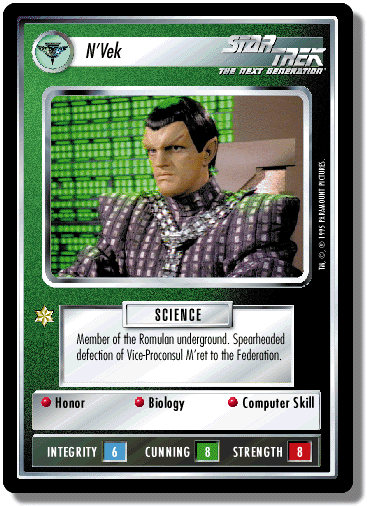 N'Vek
STAR TREK
THE NEXT GENERATION®
TM, ©, ® 1995 PARAMOUNT PICTURES.
SCIENCE
Member of the Romulan underground. Spearheaded
defection of Vice-Proconsul M'ret to the Federation.
Honor Biology Computer Skill
INTEGRITY 6 CUNNING 8 STRENGTH 8